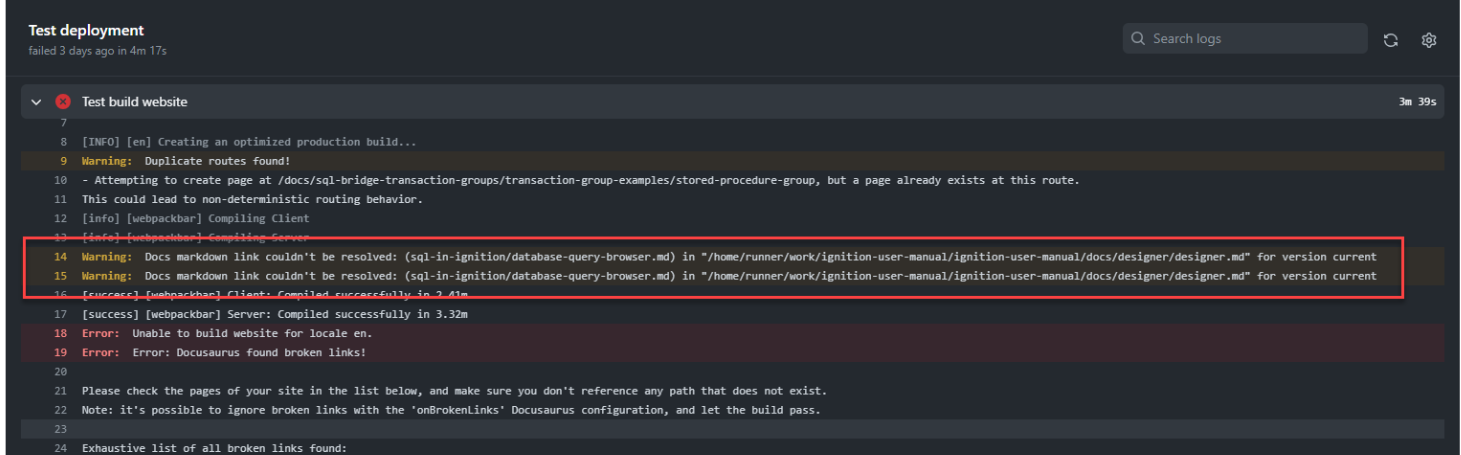 Test deployment
failed 3 days ago in 4m 17s
Search logs
Test build website
3m 39s
7
8 [INFO] [en] Creating an optimized production build...
9 Warning: Duplicate routes found!
10 - Attempting to create page at /docs/sql-bridge-transaction-groups/transaction-group-examples/stored-procedure-group, but a page already exists at this route.
11 This could lead to non-deterministic routing behavior.
12 [info] [webpackbar] Compiling Client
13 [info] [webpackbar] Compiling Server
14 Warning: Docs markdown link couldn't be resolved: (sql-in-ignition/database-query-browser.md) in "/home/runner/work/ignition-user-manual/ignition-user-manual/docs/designer/designer.md" for version current
15 Warning: Docs markdown link couldn't be resolved: (sql-in-ignition/database-query-browser.md) in "/home/runner/work/ignition-user-manual/ignition-user-manual/docs/designer/designer.md" for version current
16 [success] [webpackbar] Client: Compiled successfully in 2.41m
17 [success] [webpackbar] Server: Compiled successfully in 3.32m
18 Error: Unable to build website for locale en.
19 Error: Error: Docusaurus found broken links!
20
21 Please check the pages of your site in the list below, and make sure you don't reference any path that does not exist.
22 Note: it's possible to ignore broken links with the 'onBrokenLinks' Docusaurus configuration, and let the build pass.
23
24 Exhaustive list of all broken links found: